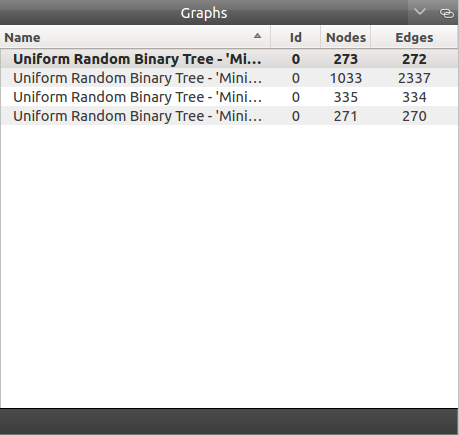 Graphs
Name Id Nodes Edges
Uniform Random Binary Tree - 'Mi... 0 273 272
Uniform Random Binary Tree - 'Mini... 0 1033 2337
Uniform Random Binary Tree - 'Mini... 0 335 334
Uniform Random Binary Tree - 'Mini... 0 271 270